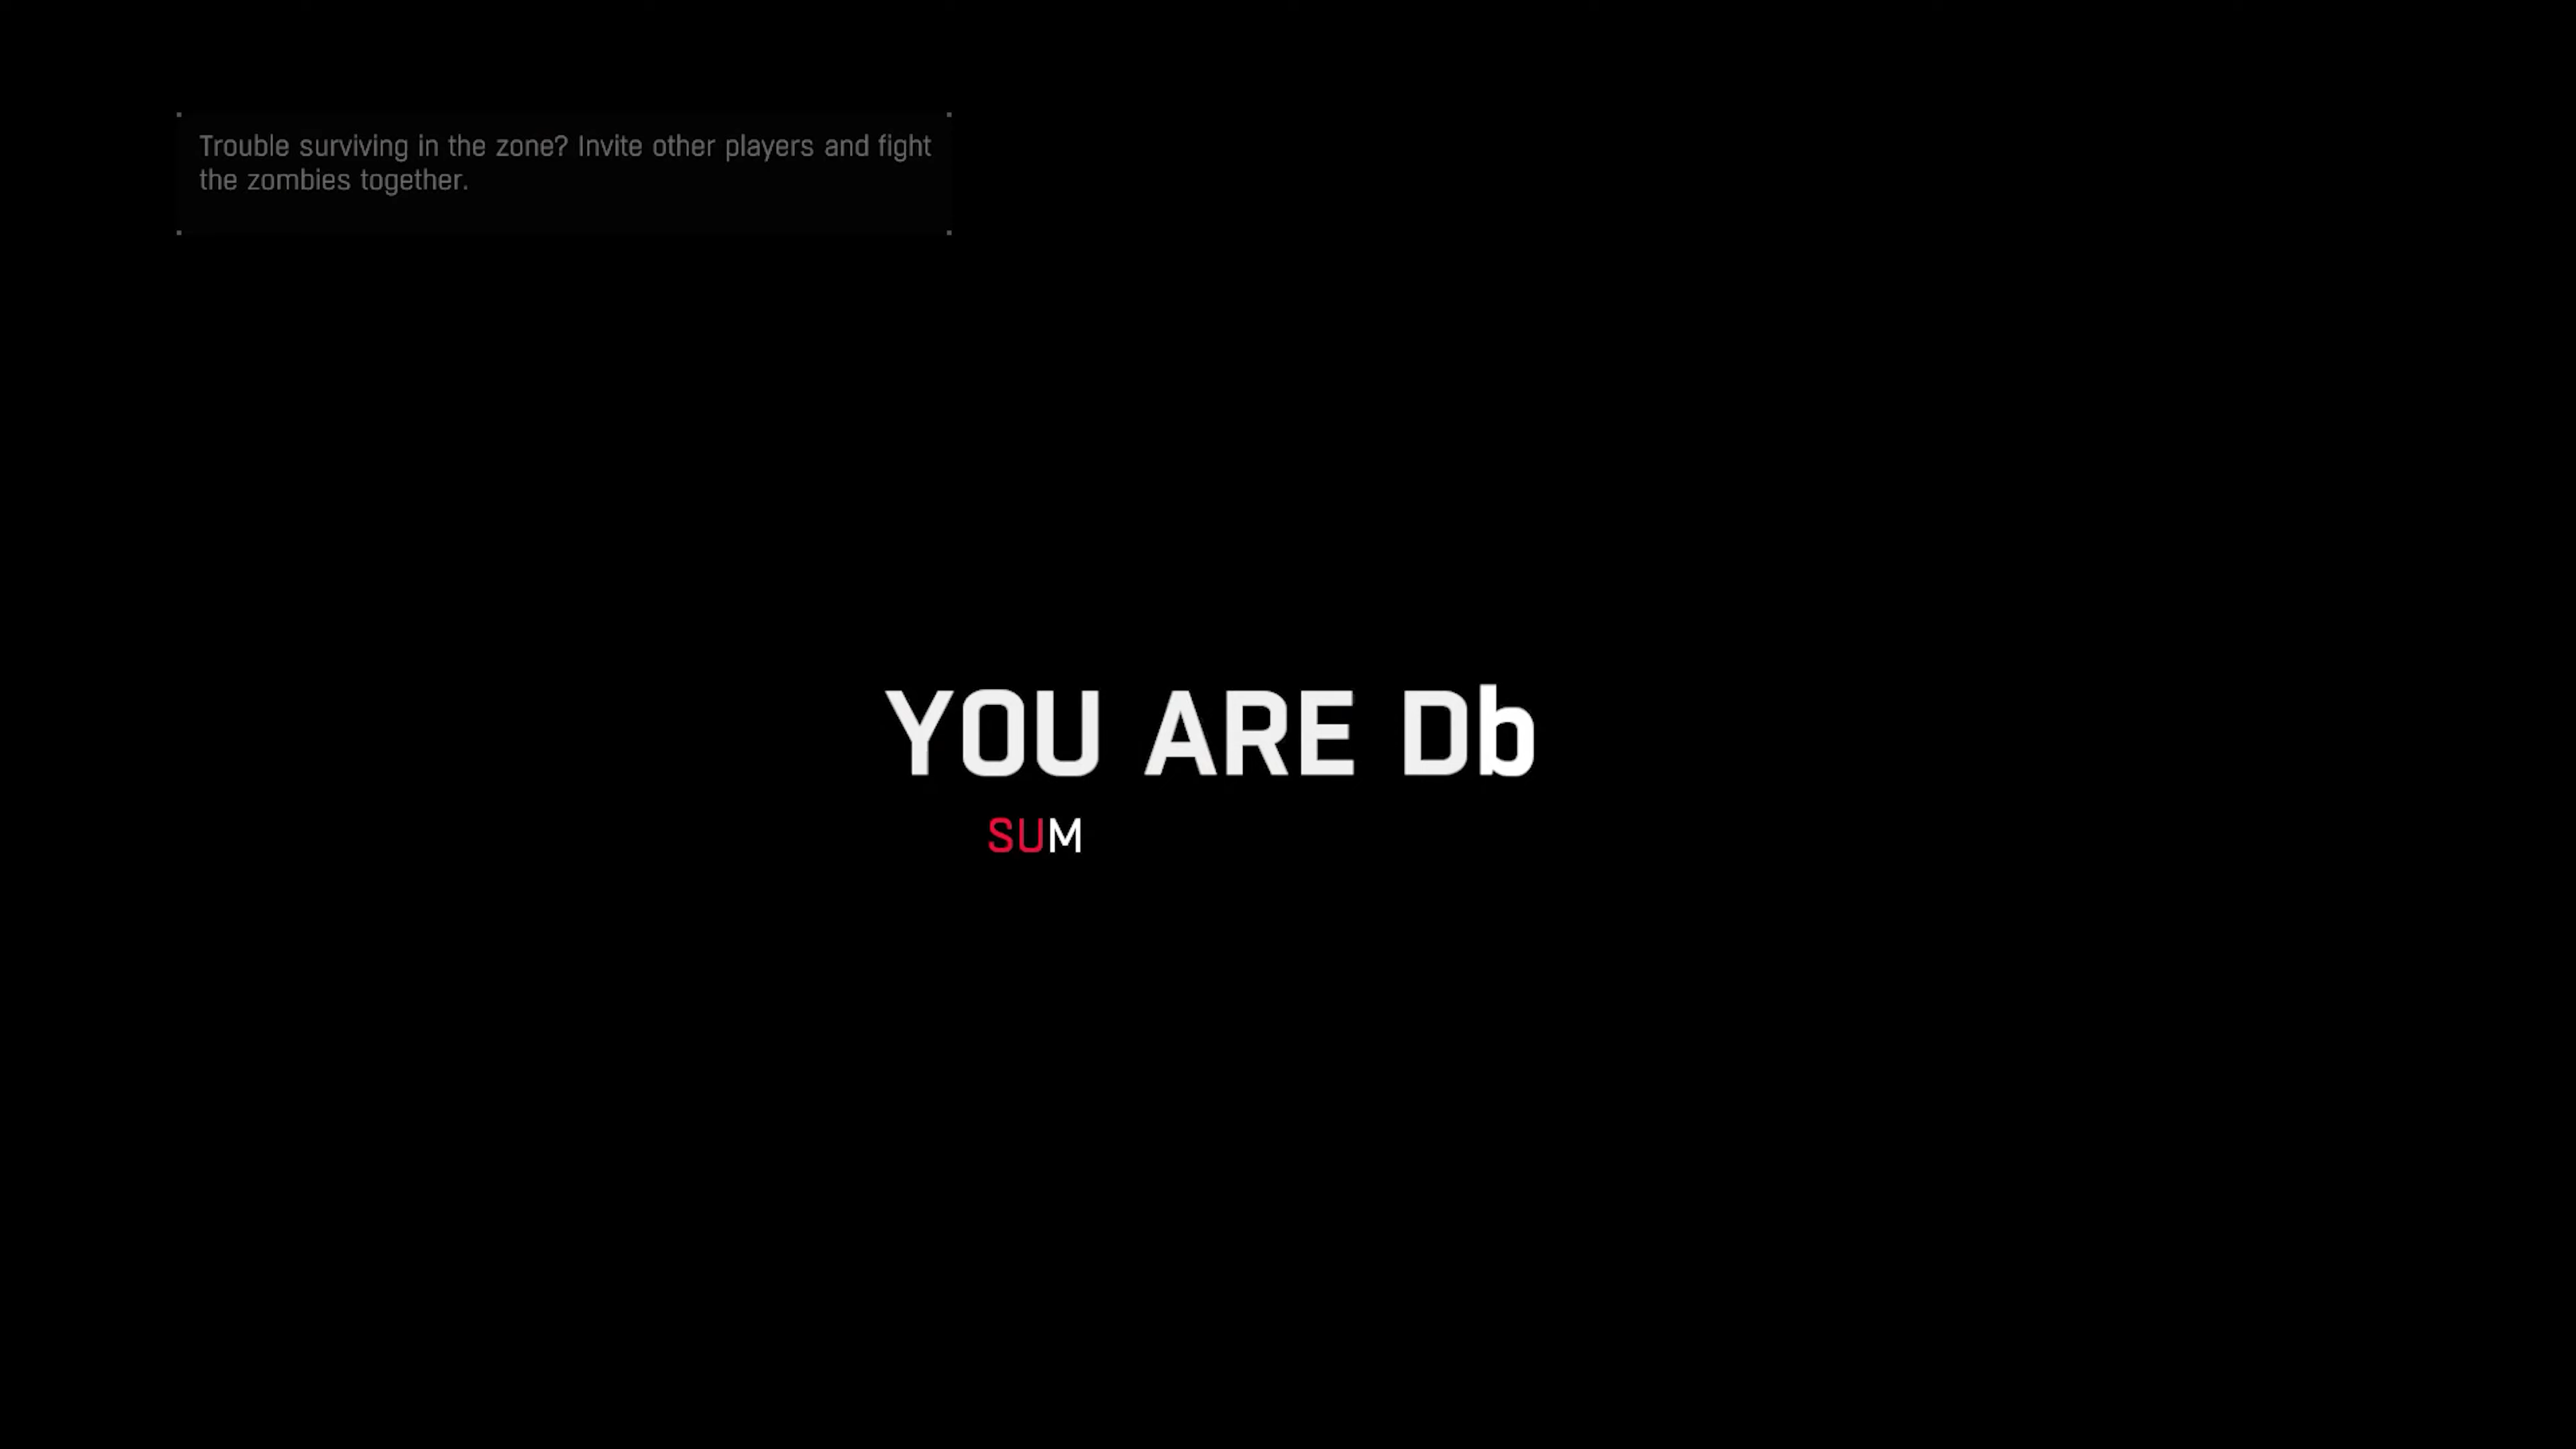 Trouble surviving in the zone? Invite other players and fight
the zombies together.
YOU ARE Db
SUM